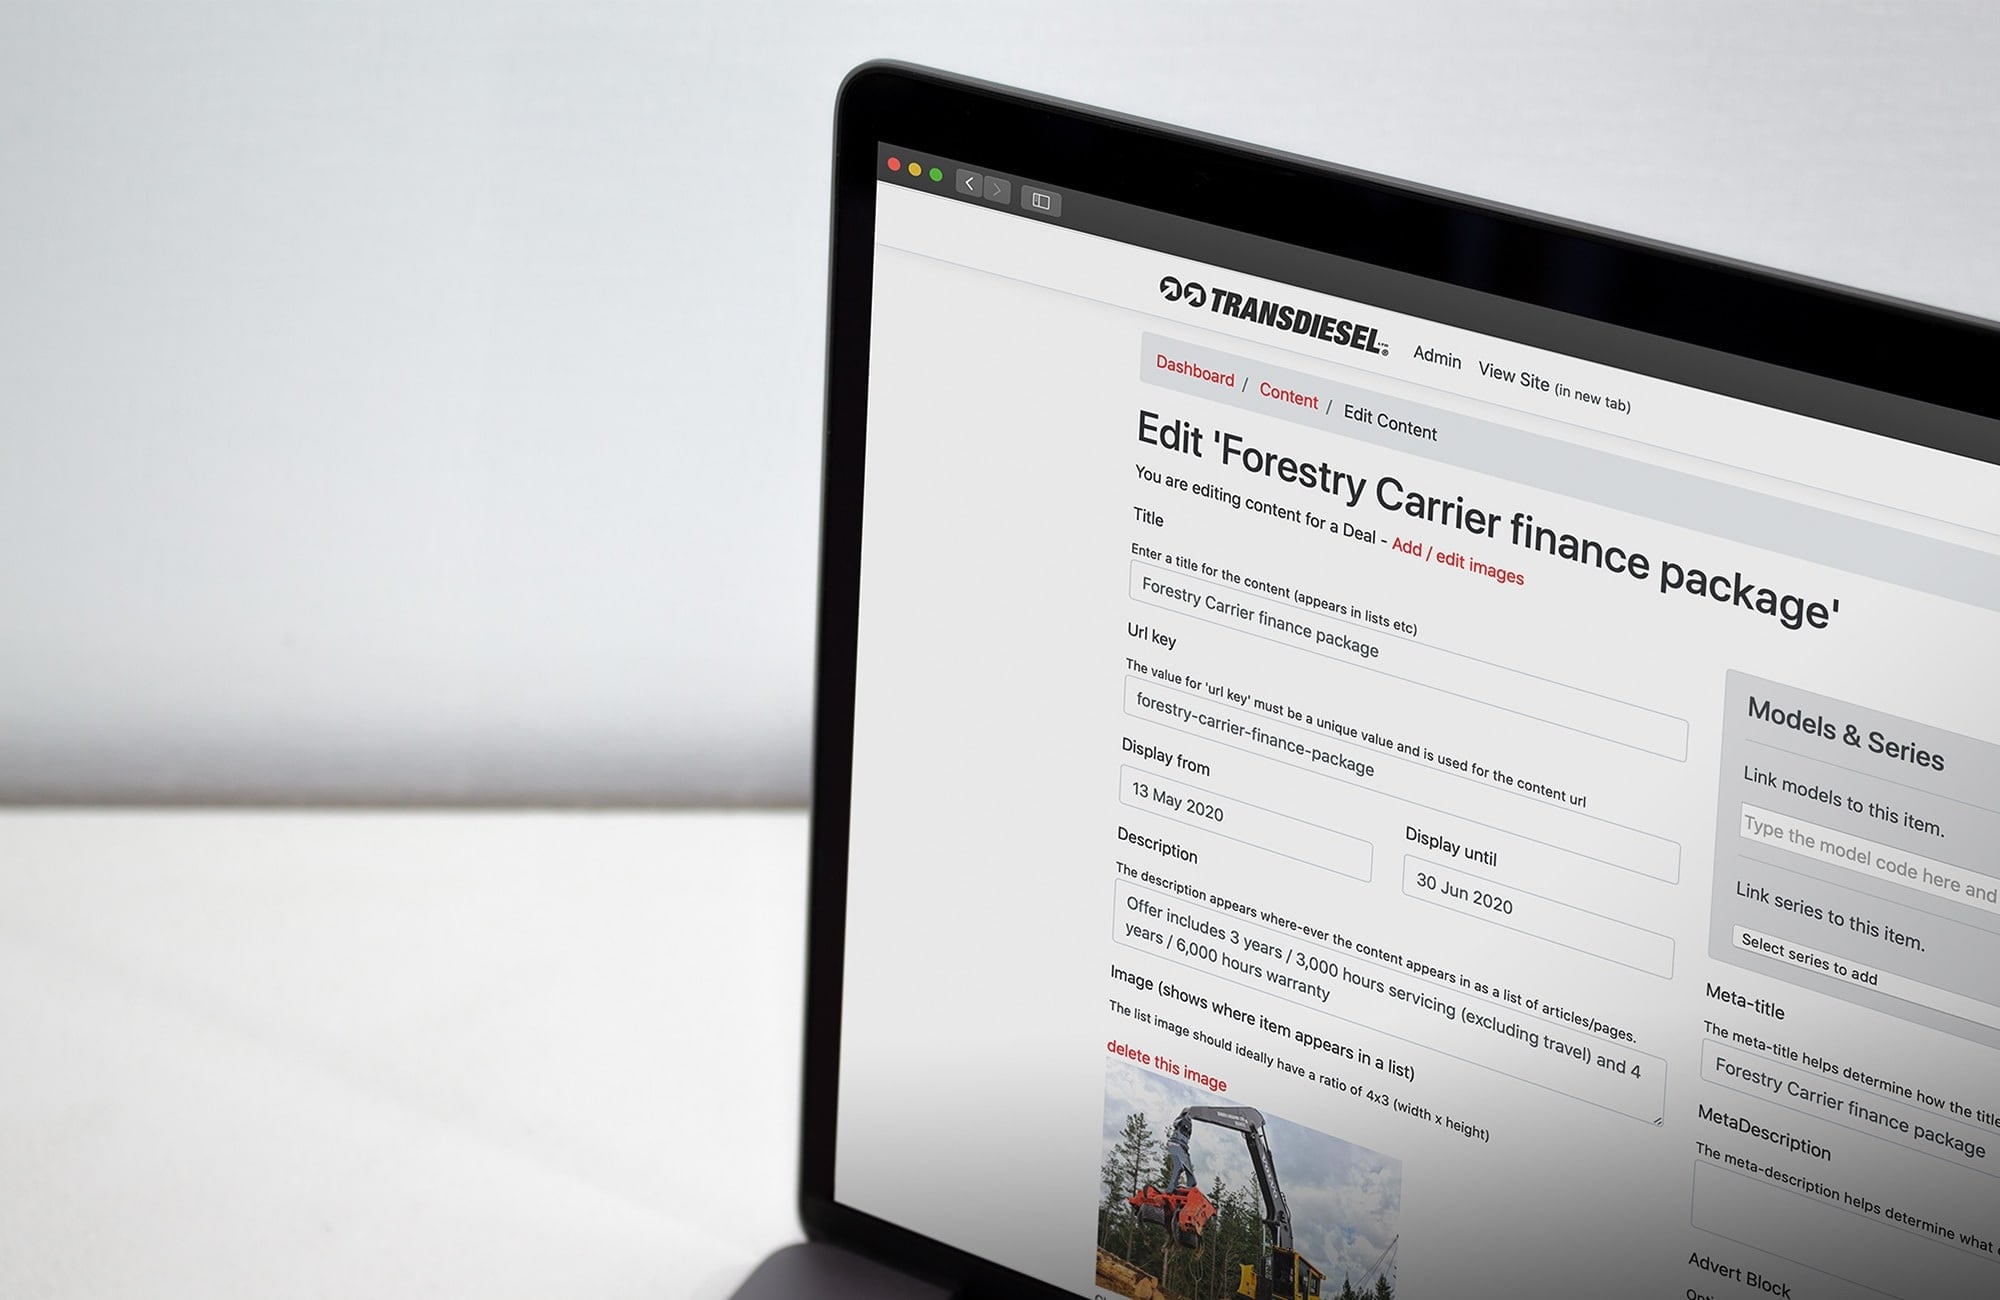 TRANSDIESEL
Admin
View Site (in new tab)
Dashboard / Content / Edit Content
Edit 'Forestry Carrier finance package'
You are editing content for a Deal - Add / edit images
Title
Enter a title for the content (appears in lists etc)
Forestry Carrier finance package
Url key
The value for 'url key' must be a unique value and is used for the content url
forestry-carrier-finance-package
Display from
13 May 2020
Display until
30 Jun 2020
Description
The description appears where-ever the content appears in as a list of articles/pages.
Offer includes 3 years / 3,000 hours servicing (excluding travel) and 4
years / 6,000 hours warranty
Image (shows where item appears in a list)
The list image should ideally have a ratio of 4x3 (width x height)
delete this image
Models & Series
Link models to this item.
Type the model code here and
Link series to this item.
Select series to add
Meta-title
The meta-title helps determine how the title
Forestry Carrier finance package
MetaDescription
The meta-description helps determine what
Advert Block